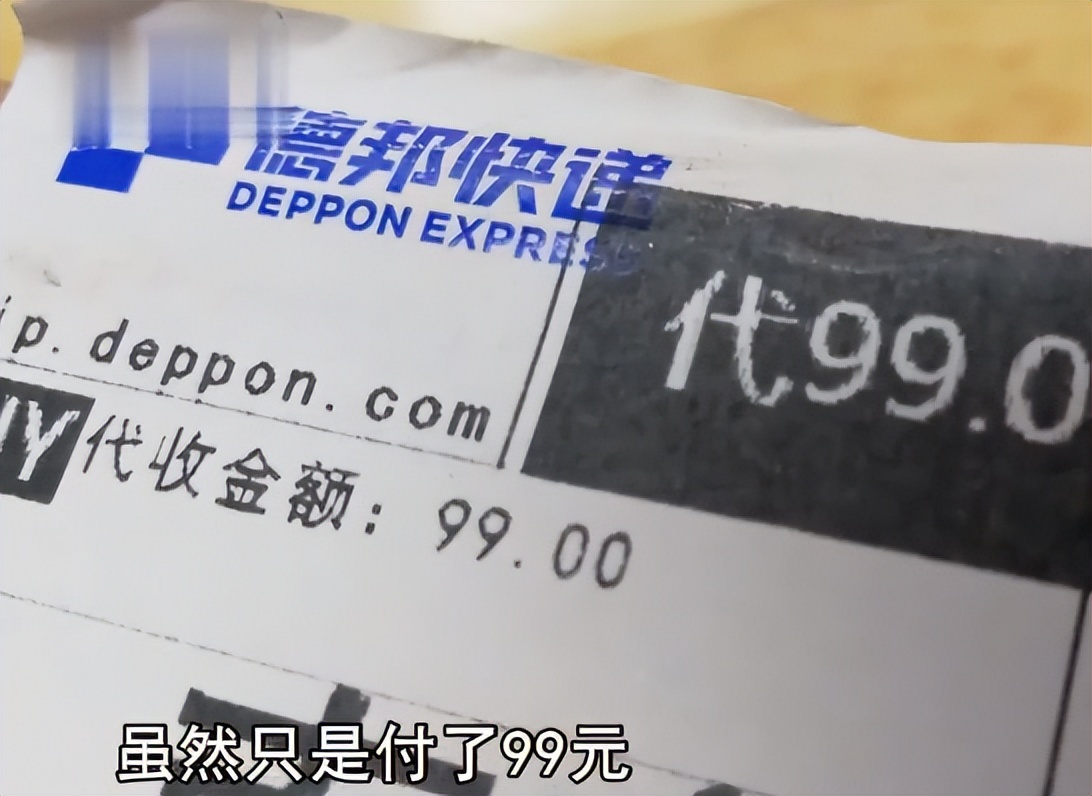 德邦快递
DEPPON EXPRESS
代99.0
ip.deppon.com
代收金额：99.00
虽然只是付了99元